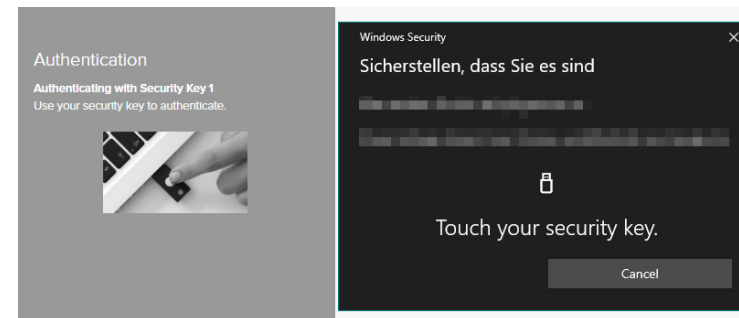 Authentication
Authenticating with Security Key 1
Use your security key to authenticate.
Windows Security
Sicherstellen, dass Sie es sind
Touch your security key.
Cancel